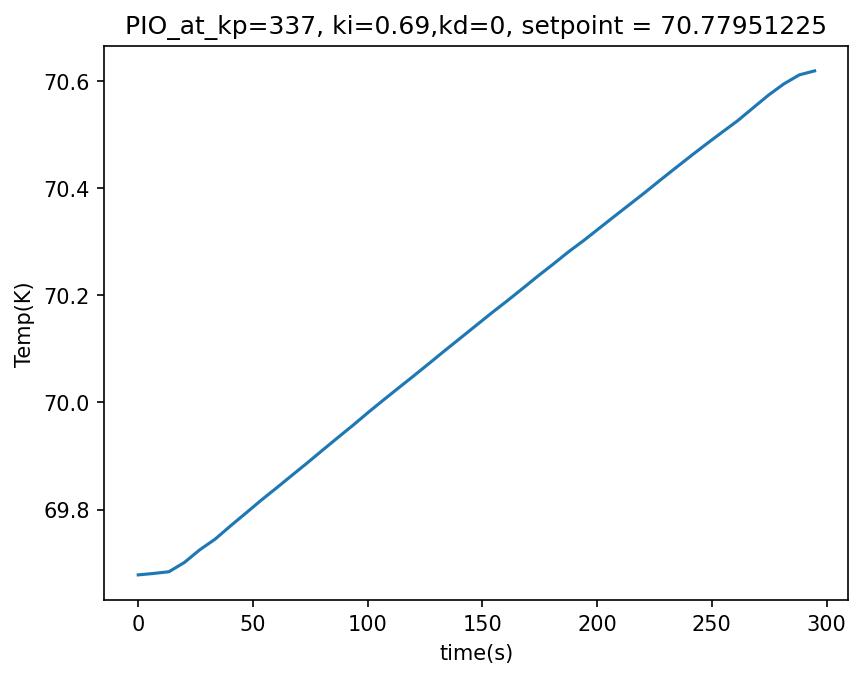 PIO_at_kp=337, ki=0.69,kd=0, setpoint = 70.77951225
70.6
70.4
70.2
70.0
69.8
Temp(K)
0 50 100 150 200 250 300
time(s)